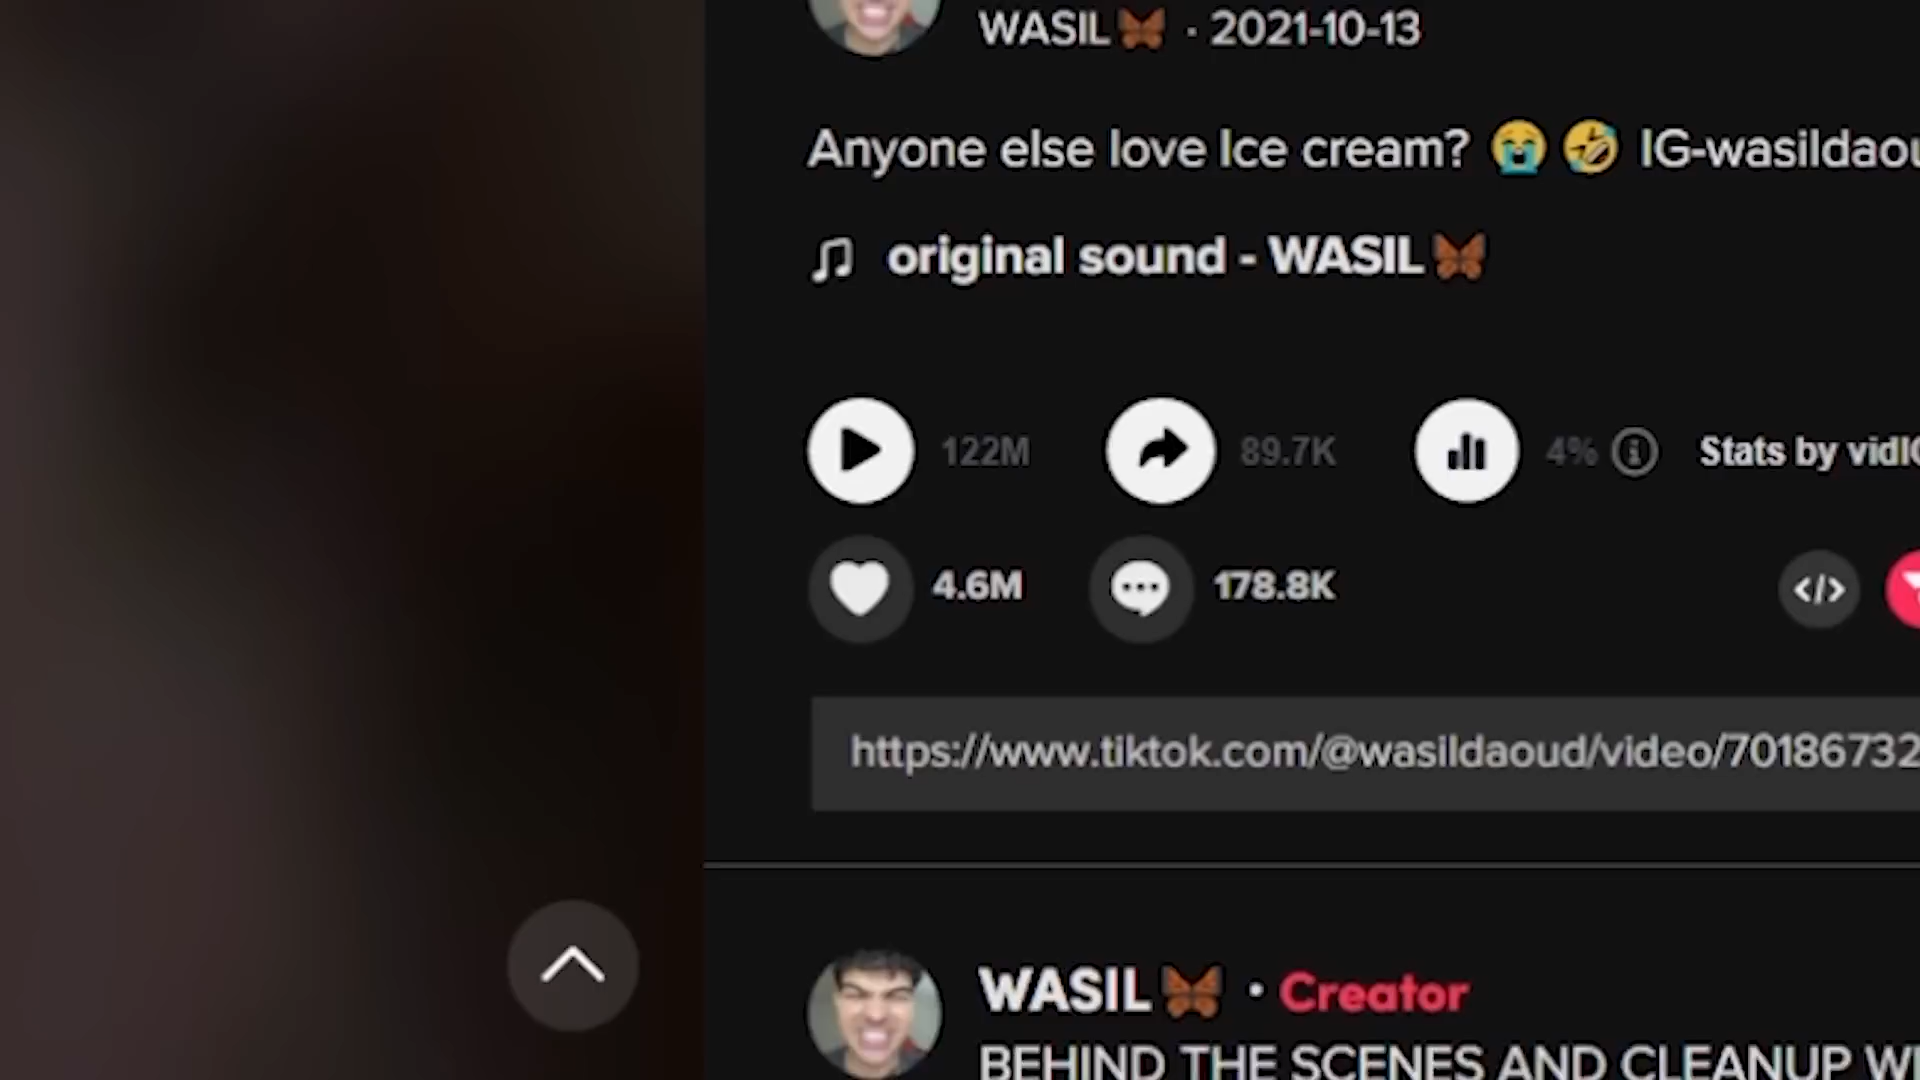 WASIL🦋 · 2021-10-13
Anyone else love Ice cream? 😭 🤣 IG-wasildaou
original sound - WASIL🦋
122M
89.7K
4%
Stats by vidIQ
4.6M
178.8K
</>
https://www.tiktok.com/@wasildaoud/video/70186732
WASIL🦋 · Creator
BEHIND THE SCENES AND CLEANUP WI